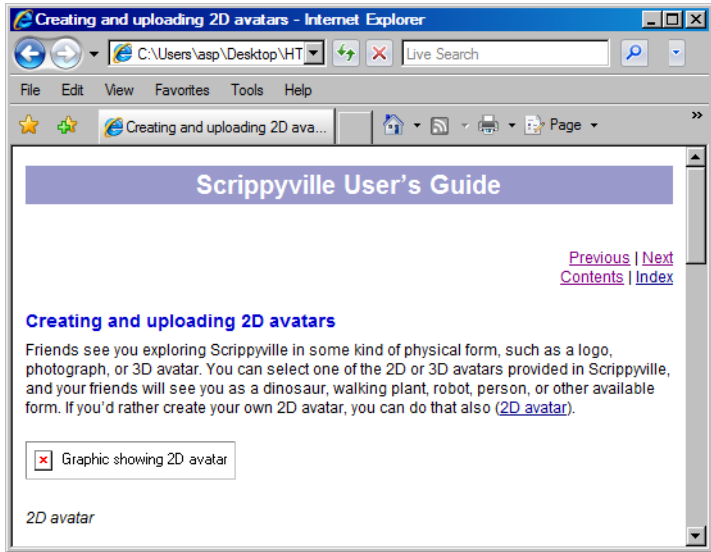 Creating and uploading 2D avatars - Internet Explorer
C:\Users\asp\Desktop\HT
Live Search
File Edit View Favorites Tools Help
Creating and uploading 2D ava...
Page
»
Scrippyville User's Guide
Previous | Next
Contents | Index
Creating and uploading 2D avatars
Friends see you exploring Scrippyville in some kind of physical form, such as a logo,
photograph, or 3D avatar. You can select one of the 2D or 3D avatars provided in Scrippyville,
and your friends will see you as a dinosaur, walking plant, robot, person, or other available
form. If you'd rather create your own 2D avatar, you can do that also (2D avatar).
Graphic showing 2D avatar
2D avatar